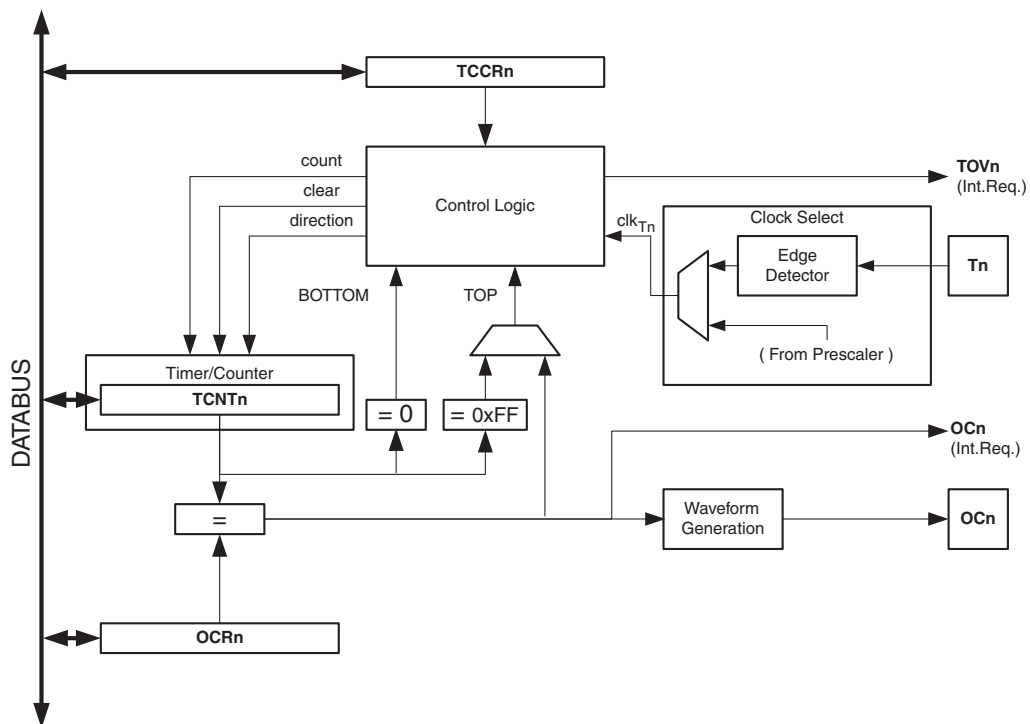 TCCRn
count
clear
direction
Control Logic
TOVn
(Int.Req.)
clkTn
Clock Select
Edge
Detector
Tn
( From Prescaler )
BOTTOM
TOP
DATABUS
Timer/Counter
TCNTn
= 0
= 0xFF
OCn
(Int.Req.)
=
Waveform
Generation
OCn
OCRn